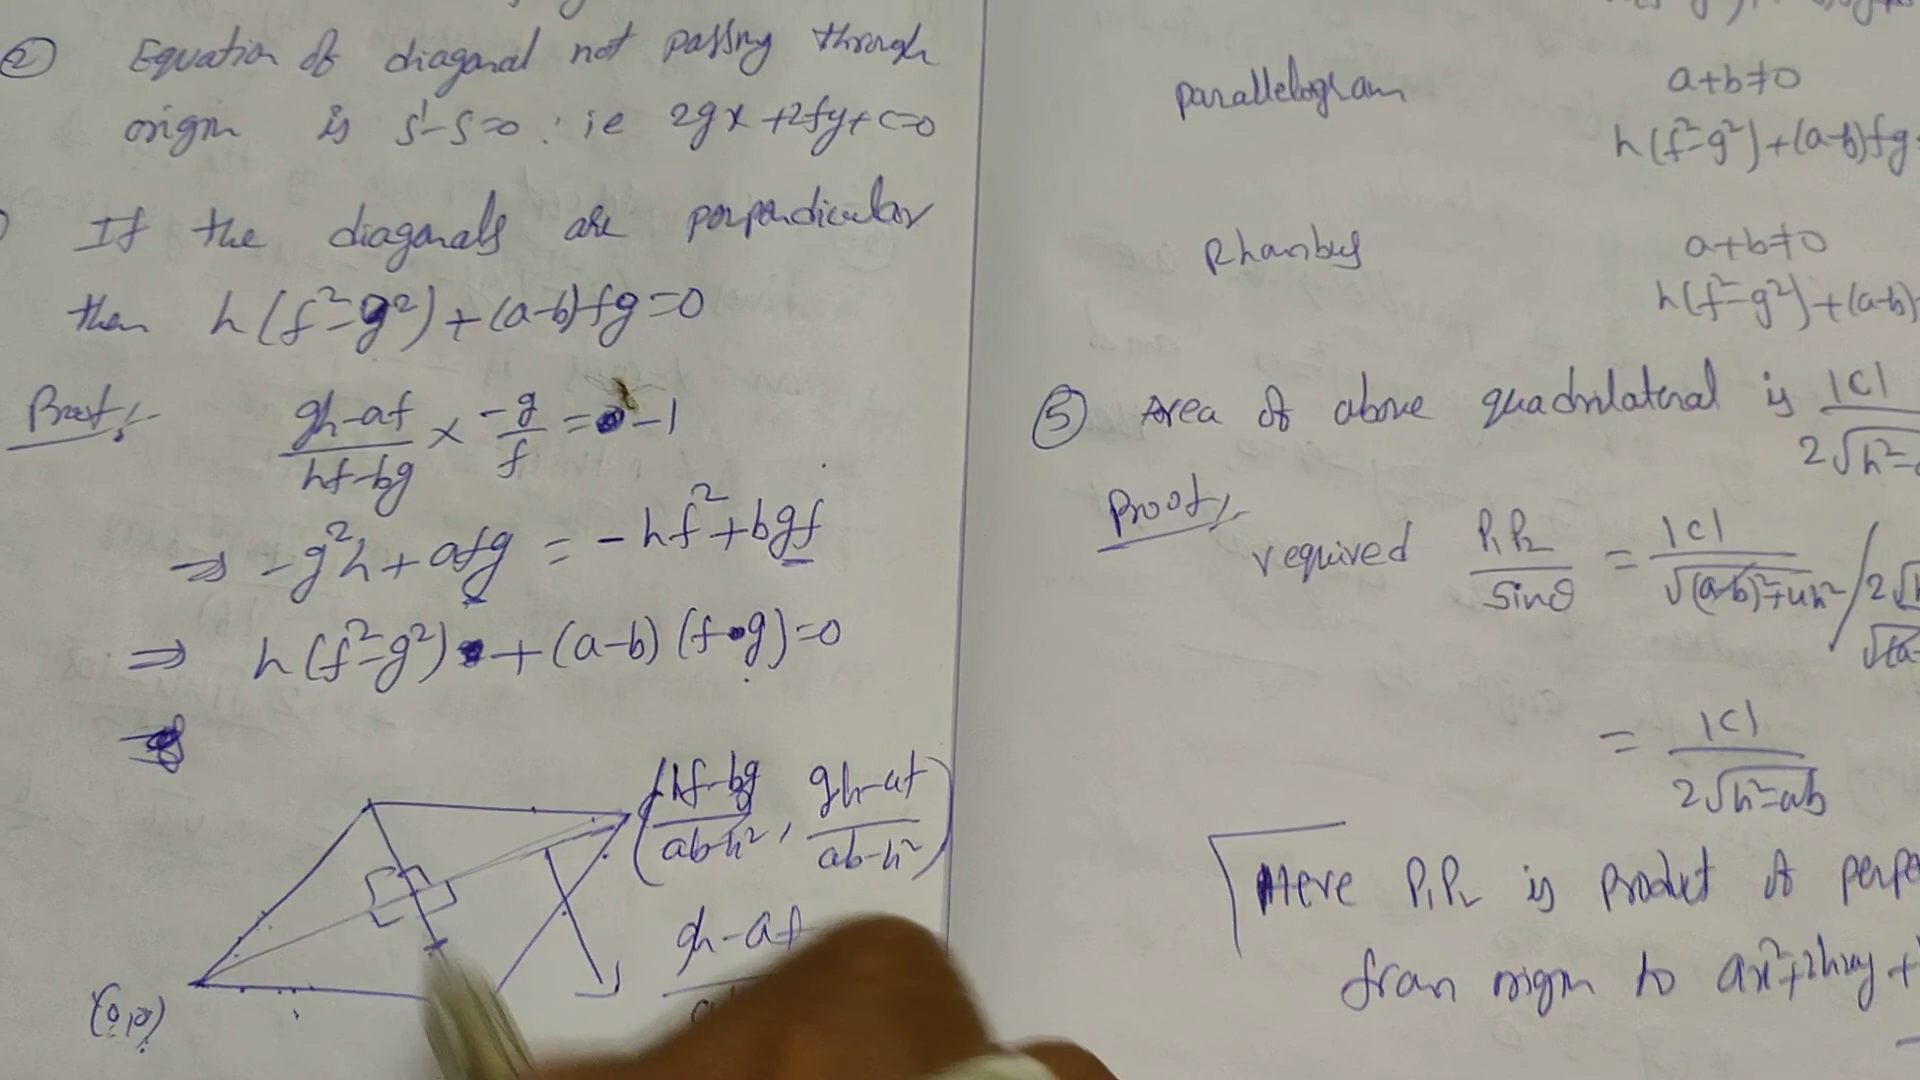 ② Equation of diagonal not passing through
origin is S'-S=0 : ie 2gx+2fy+c=0
If the diagonals are perpendicular
then h(f²-g²)+(a-b)fg=0
Proof:-
(gh-af)/(hf-bg) × -g/f = -1
⇒ -g²h+afg = -hf²+bgf
⇒ h(f²-g²)+(a-b)(fg)=0
⇒
((hf-bg)/(ab-h²), (gh-af)/(ab-h²))
gh-af
(0,0)
parallelogram a+b≠0
h(f²-g²)+(a-b)fg
Rhombus a+b≠0
h(f²-g²)+(a-b)
⑤ Area of above quadrilateral is |c|/2√h²-
Proof:
required P₁P₂/sinθ = |c|/√(a-b)²+4h² / 2√
= |c|/2√h²-ab
Here P₁P₂ is product of
from origin to ax²+2hxy+